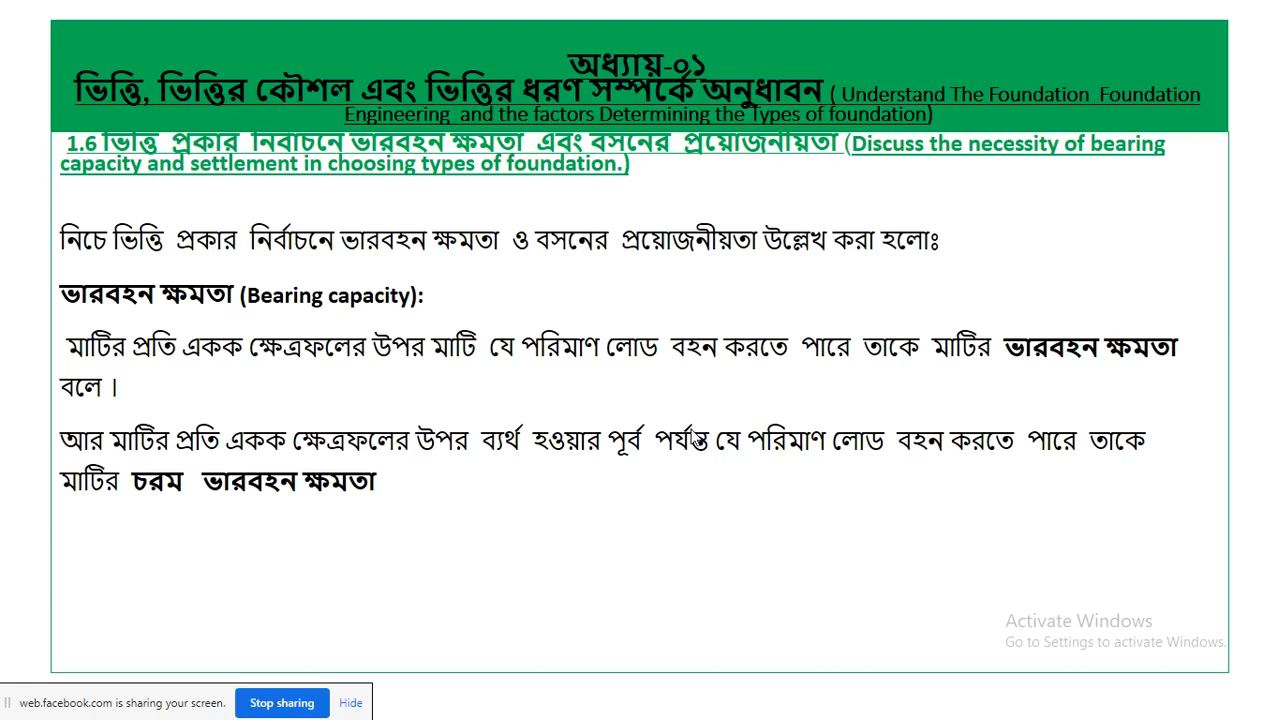 অধ্যায়-০১
ভিত্তি, ভিত্তির কৌশল এবং ভিত্তির ধরণ সম্পর্কে অনুধাবন ( Understand The Foundation Foundation
Engineering and the factors Determining the Types of foundation)
1.6 ভিত্তি প্রকার নির্বাচনে ভারবহন ক্ষমতা এবং বসনের প্রয়োজনীয়তা (Discuss the necessity of bearing
capacity and settlement in choosing types of foundation.)
নিচে ভিত্তি প্রকার নির্বাচনে ভারবহন ক্ষমতা ও বসনের প্রয়োজনীয়তা উল্লেখ করা হলোঃ
ভারবহন ক্ষমতা (Bearing capacity):
মাটির প্রতি একক ক্ষেত্রফলের উপর মাটি যে পরিমাণ লোড বহন করতে পারে তাকে মাটির ভারবহন ক্ষমতা
বলে ।
আর মাটির প্রতি একক ক্ষেত্রফলের উপর ব্যর্থ হওয়ার পূর্ব পর্যন্ত যে পরিমাণ লোড বহন করতে পারে তাকে
মাটির চরম ভারবহন ক্ষমতা
Activate Windows
Go to Settings to activate Windows.
web.facebook.com is sharing your screen. Stop sharing Hide